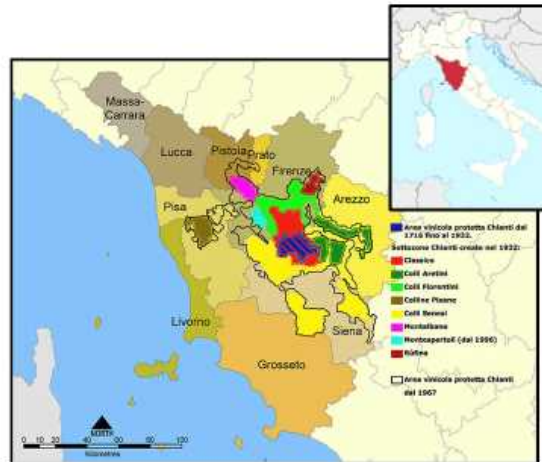 Massa-
Carrara
Lucca
Pistoia
Prato
Firenze
Pisa
Arezzo
Livorno
Siena
Grosseto
Area vinicola protetta Chianti dal
1716 fino al 1932.
Sottozone Chianti create nel 1932:
Classico
Colli Aretini
Colli Fiorentini
Colline Pisane
Colli Senesi
Montalbano
Montespertoli (dal 1996)
Rùfina
Area vinicola protetta Chianti
dal 1967
NORTH
0 10 20 40 60 80 100
Kilometres